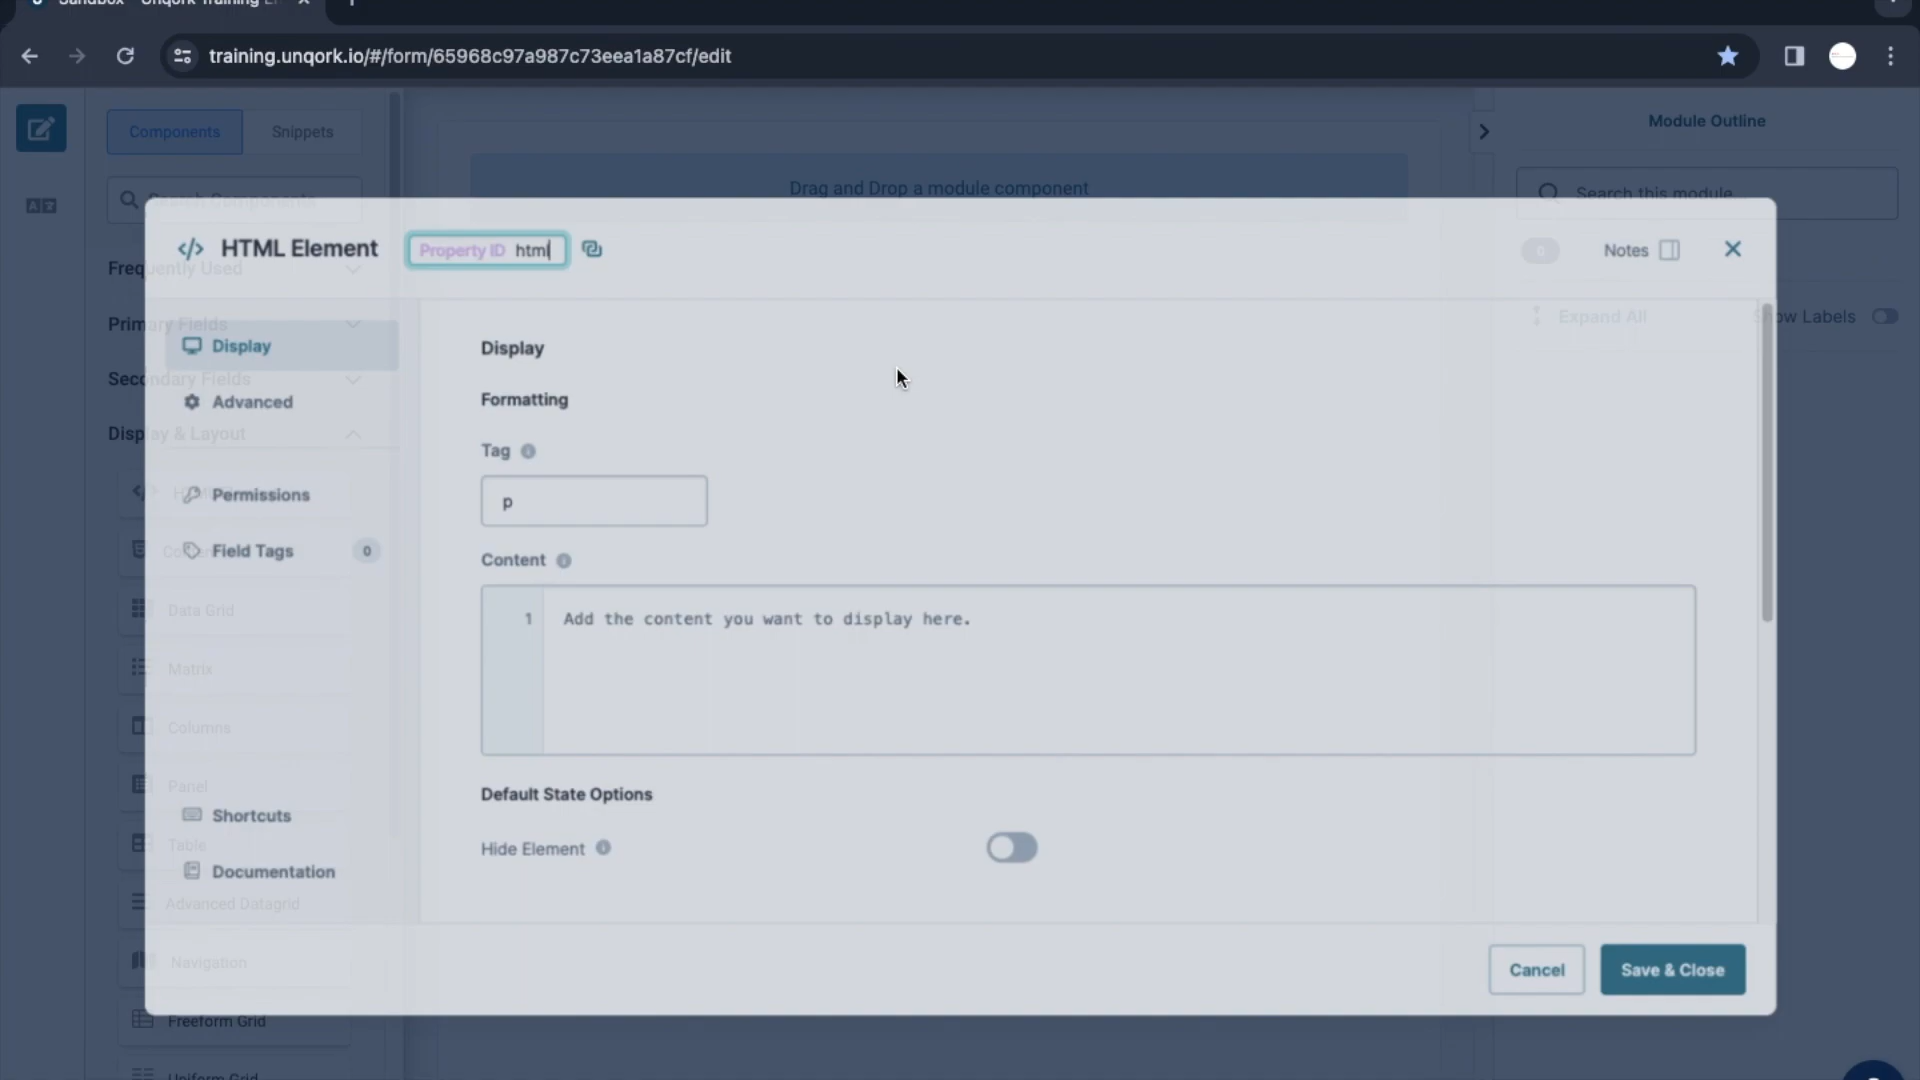 Sandbox - Unqork Training E
training.unqork.io/#/form/65968c97a987c73eea1a87cf/edit
Components
Snippets
Search Components
Drag and Drop a module component
Module Outline
Search this module
Expand All
Show Labels
Frequently Used
Primary Fields
Secondary Fields
Display & Layout
Data Grid
Matrix
Columns
Panel
Table
Advanced Datagrid
Navigation
Freeform Grid
Uniform Grid
HTML Element
Property ID html
0
Notes
Display
Advanced
Permissions
Field Tags
0
Shortcuts
Documentation
Display
Formatting
Tag
p
Content
1 Add the content you want to display here.
Default State Options
Hide Element
Cancel
Save & Close